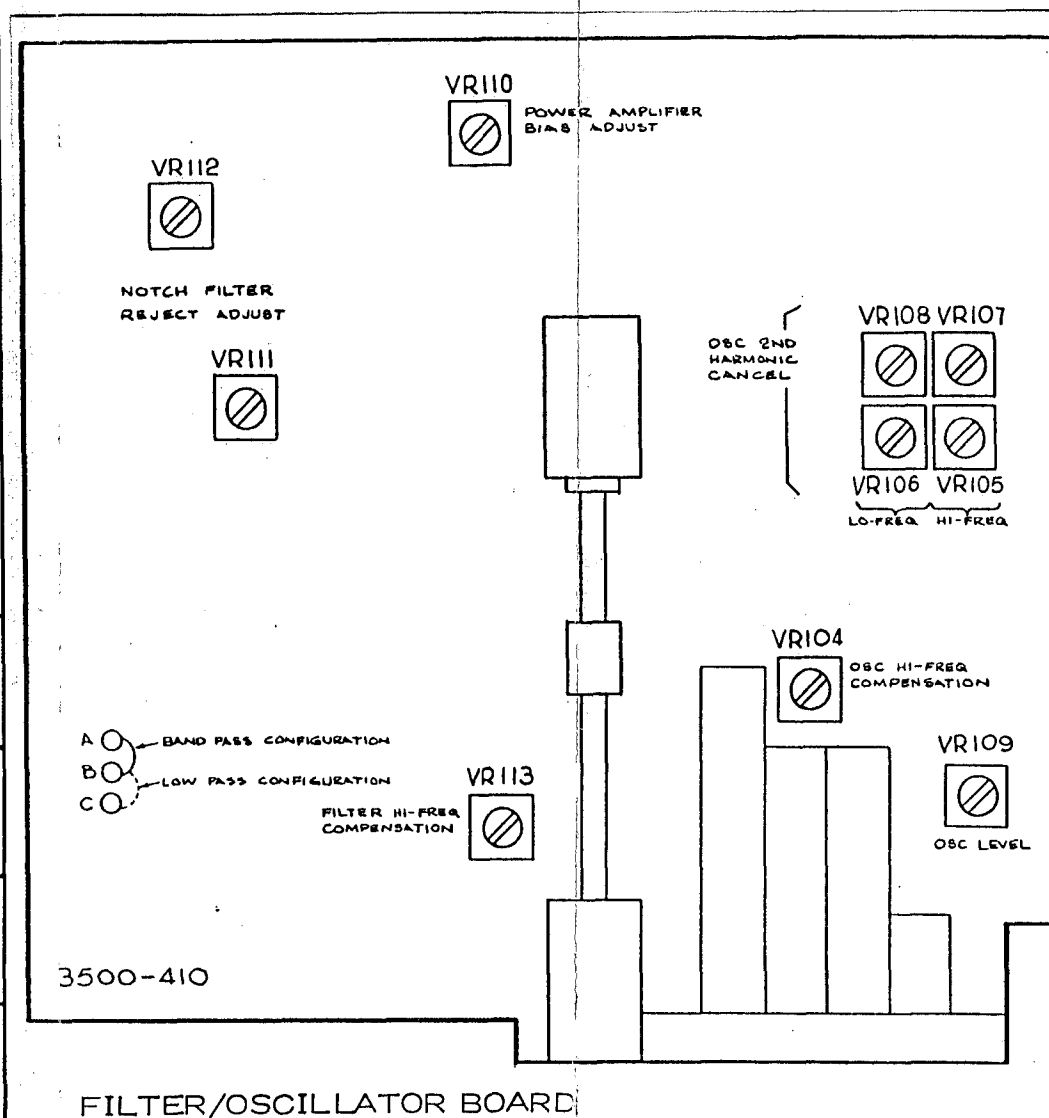 VR110
POWER AMPLIFIER
BIAS ADJUST
VR112
NOTCH FILTER
REJECT ADJUST
VR111
OSC 2ND
HARMONIC
CANCEL
VR108 VR107
VR106 VR105
LO-FREQ HI-FREQ
VR104
OSC HI-FREQ
COMPENSATION
A
BAND PASS CONFIGURATION
B
LOW PASS CONFIGURATION
C
VR113
FILTER HI-FREQ
COMPENSATION
VR109
OSC LEVEL
3500-410
FILTER/OSCILLATOR BOARD